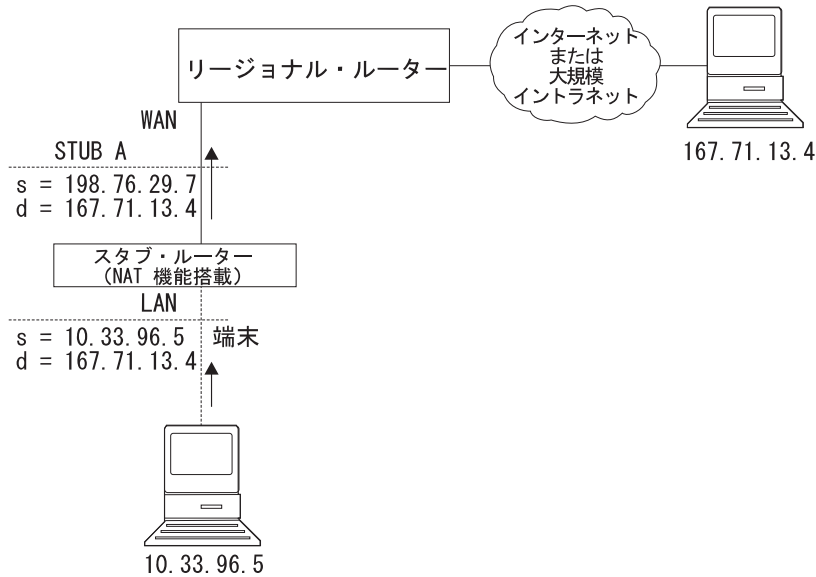 インターネット
または
大規模
イントラネット
リージョナル・ルーター
167.71.13.4
WAN
STUB A
s = 198.76.29.7
d = 167.71.13.4
スタブ・ルーター
(NAT 機能搭載)
LAN
s = 10.33.96.5 端末
d = 167.71.13.4
10.33.96.5